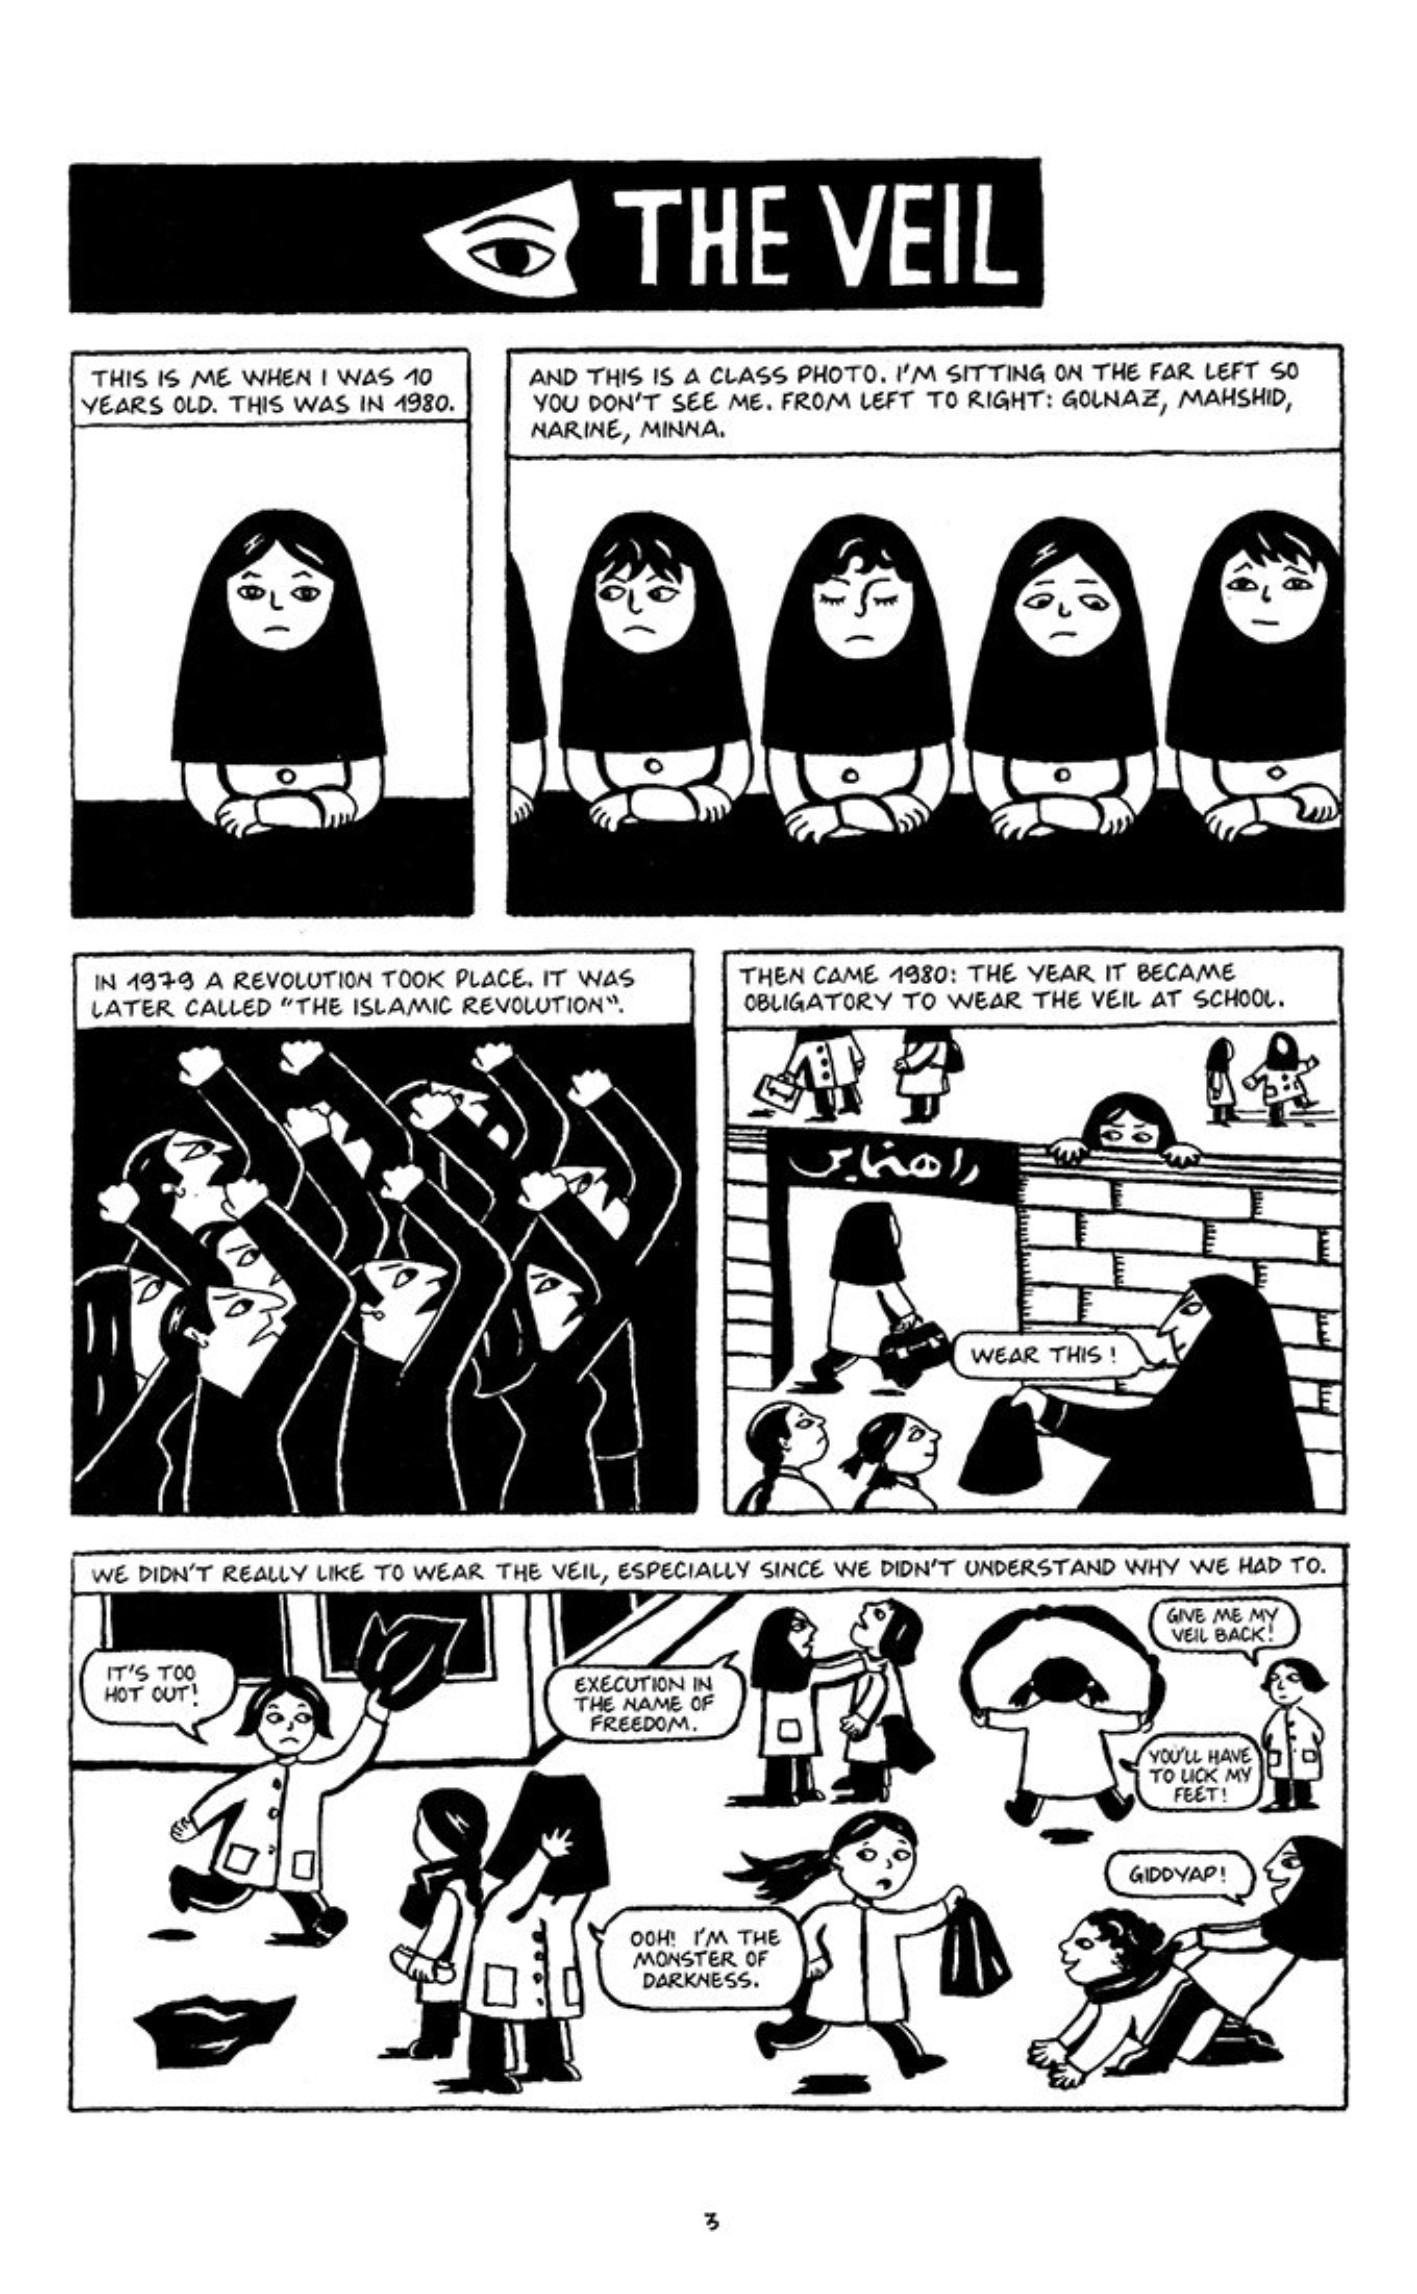 THE VEIL
THIS IS ME WHEN I WAS 10
YEARS OLD. THIS WAS IN 1980.
AND THIS IS A CLASS PHOTO. I'M SITTING ON THE FAR LEFT SO
YOU DON'T SEE ME. FROM LEFT TO RIGHT: GOLNAZ, MAHSHID,
NARINE, MINNA.
IN 1979 A REVOLUTION TOOK PLACE. IT WAS
LATER CALLED "THE ISLAMIC REVOLUTION".
THEN CAME 1980: THE YEAR IT BECAME
OBLIGATORY TO WEAR THE VEIL AT SCHOOL.
راهنمایی
WEAR THIS!
WE DIDN'T REALLY LIKE TO WEAR THE VEIL, ESPECIALLY SINCE WE DIDN'T UNDERSTAND WHY WE HAD TO.
IT'S TOO
HOT OUT!
EXECUTION IN
THE NAME OF
FREEDOM.
GIVE ME MY
VEIL BACK!
YOU'LL HAVE
TO LICK MY
FEET!
OOH! I'M THE
MONSTER OF
DARKNESS.
GIDDYAP!
3